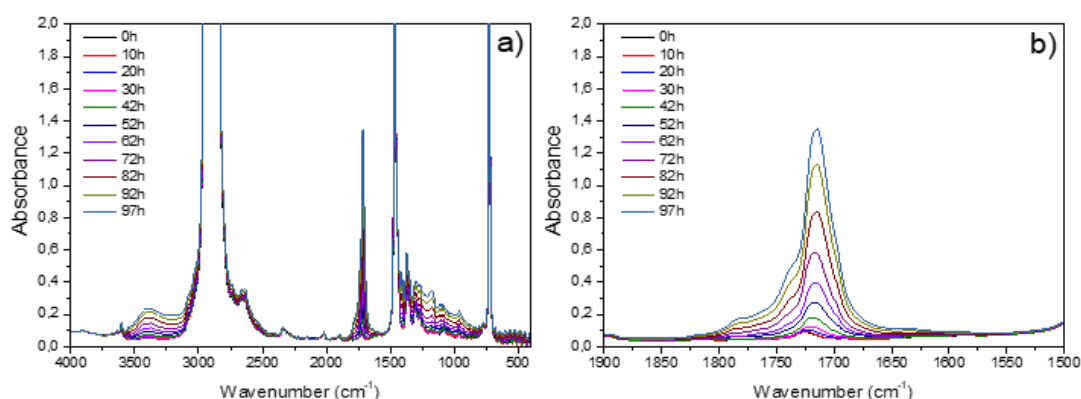 a)
2,0
1,8
1,6
1,4
1,2
1,0
0,8
0,6
0,4
0,2
0,0
Absorbance
0h
10h
20h
30h
42h
52h
62h
72h
82h
92h
97h
4000 3500 3000 2500 2000 1500 1000 500
Wavenumber (cm⁻¹)
b)
2,0
1,8
1,6
1,4
1,2
1,0
0,8
0,6
0,4
0,2
0,0
Absorbance
0h
10h
20h
30h
42h
52h
62h
72h
82h
92h
97h
1900 1850 1800 1750 1700 1650 1600 1550 1500
Wavenumber (cm⁻¹)